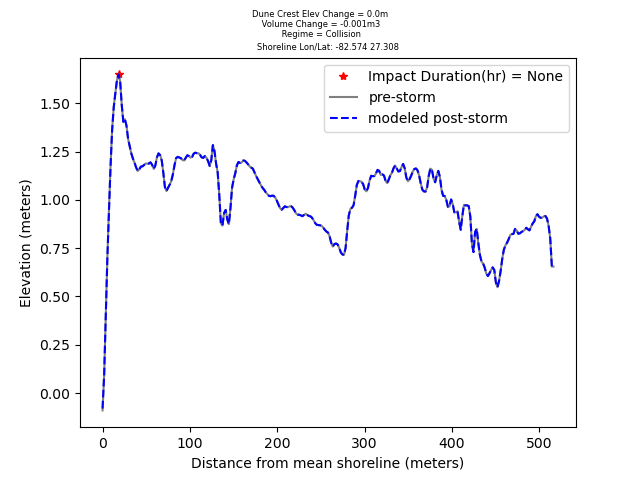 Dune Crest Elev Change = 0.0m
Volume Change = -0.001m3
Regime = Collision
Shoreline Lon/Lat: -82.574 27.308
Impact Duration(hr) = None
pre-storm
modeled post-storm
1.50
1.25
1.00
0.75
0.50
0.25
0.00
Elevation (meters)
0 100 200 300 400 500
Distance from mean shoreline (meters)